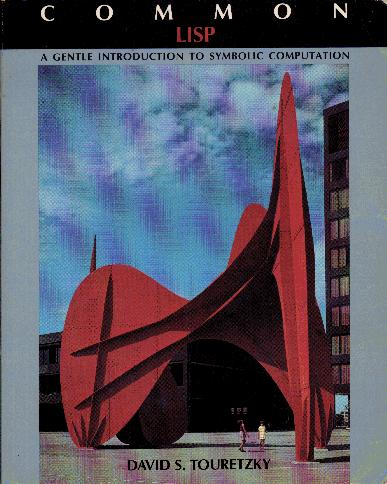 COMMON
LISP
A GENTLE INTRODUCTION TO SYMBOLIC COMPUTATION
DAVID S. TOURETZKY